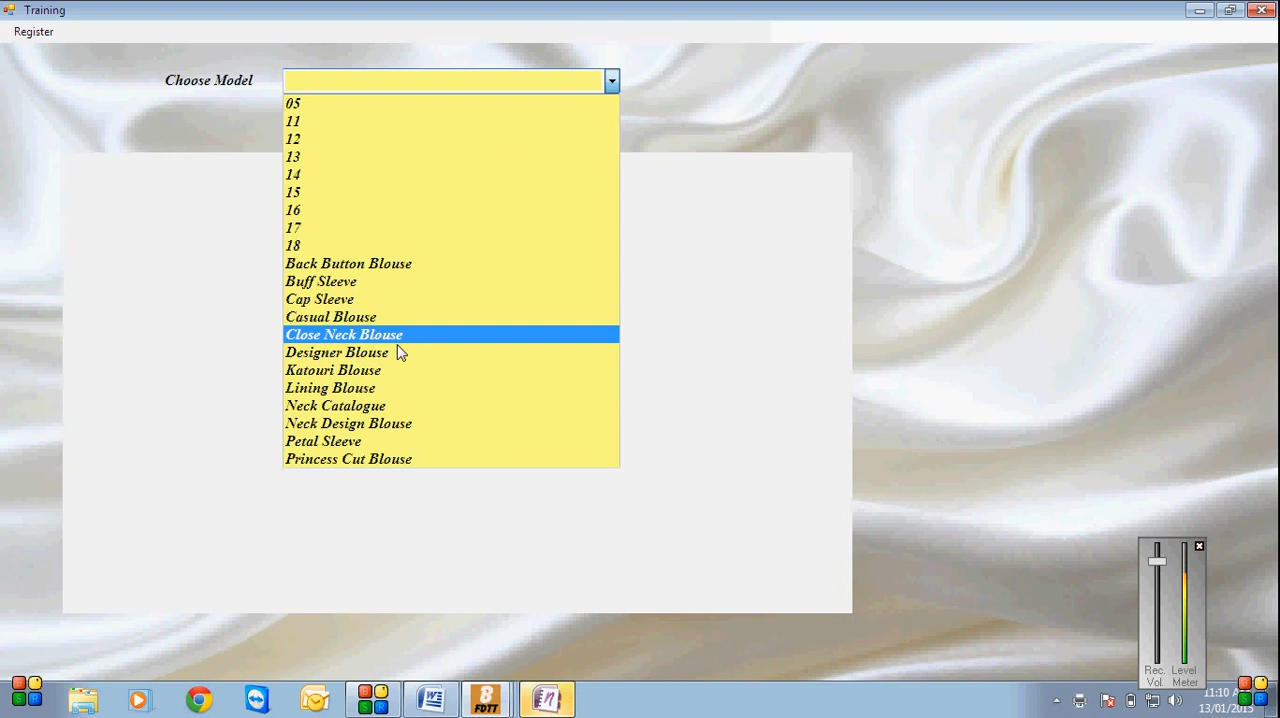 Training
Register
Choose Model
05
11
12
13
14
15
16
17
18
Back Button Blouse
Buff Sleeve
Cap Sleeve
Casual Blouse
Close Neck Blouse
Designer Blouse
Katouri Blouse
Lining Blouse
Neck Catalogue
Neck Design Blouse
Petal Sleeve
Princess Cut Blouse
Rec. Level
Vol. Meter
B
FDTT
11:10 A
13/01/2015